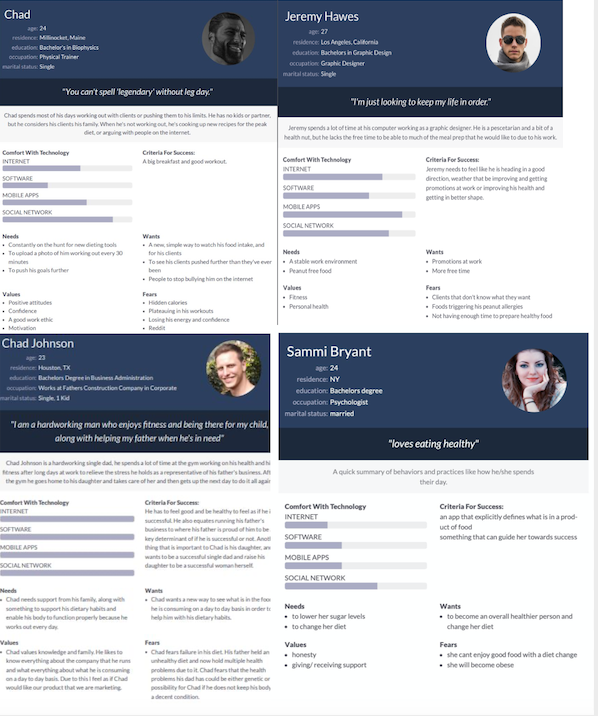 Chad
age: 24
residence: Millinocket, Maine
education: Bachelor's in Biophysics
occupation: Physical Trainer
marital status: Single
"You can't spell 'legendary' without leg day."
Chad spends most of his days working out with clients or pushing them to his limits. He has no kids or partner,
but he considers his clients his family. When he's not working out, he's cooking up new recipes for the peak
diet, or arguing with people on the internet.
Comfort With Technology
INTERNET
SOFTWARE
MOBILE APPS
SOCIAL NETWORK
Criteria For Success:
A big breakfast and good workout.
Needs
Constantly on the hunt for new dieting tools
To upload a photo of him working out every 30
minutes
To push his goals further
Wants
A new, simple way to watch his food intake, and
for his clients
To see his clients pushed further than they've ever
been
People to stop bullying him on the internet
Values
Positive attitudes
Confidence
A good work ethic
Motivation
Fears
Hidden calories
Plateauing in his workouts
Losing his energy and confidence
Reddit
Jeremy Hawes
age: 27
residence: Los Angeles, California
education: Bachelors in Graphic Design
occupation: Graphic Designer
marital status: Single
"I'm just looking to keep my life in order."
Jeremy spends a lot of time at his computer working as a graphic designer. He is a pescetarian and a bit of a
health nut, but he lacks the free time to be able to much of the meal prep that he would like to due to his work.
Comfort With Technology
INTERNET
SOFTWARE
MOBILE APPS
SOCIAL NETWORK
Criteria For Success:
Jeremy needs to feel like he is heading in a good
direction, weather that be improving and getting
promotions at work or improving his health and
getting in better shape.
Needs
A stable work environment
Peanut free food
Wants
Promotions at work
More free time
Values
Fitness
Personal health
Fears
Clients that don't know what they want
Foods triggering his peanut allergies
Not having enough time to prepare healthy food
Chad Johnson
age: 23
residence: Houston, TX
education: Bachelors Degree in Business Administration
occupation: Works at Fathers Construction Company in Corporate
marital status: Single, 1 Kid
"I am a hardworking man who enjoys fitness and being there for my child,
along with helping my father when he's in need"
Chad Johnson is a hardworking single dad, he spends a lot of time at the gym working on his health and hi
fitness after long days at work to relieve the stress he holds as a representative of his father's business. Aft
the gym he goes home to his daughter and takes care of her and then gets up the next day to do it all again
Comfort With Technology
INTERNET
SOFTWARE
MOBILE APPS
SOCIAL NETWORK
Criteria For Success:
He has to feel good and be healthy to feel as if he i
successful. He also equates running his father's
business to where his father is proud of him to be
key determinant of if he is successful or not. Anot
thing that is important to Chad is his daughter, an
wants to be a successful single dad and raise his
daughter to be a successful woman herself.
Needs
Chad needs support from his family, along with
something to support his dietary habits and
enable his body to function properly because he
works out every day.
Wants
Chad wants a new way to see what is in the foo
he is consuming on a day to day basis in order to
help him with his dietary habits.
Values
Chad values knowledge and family. He likes to
know everything about the company that he runs
and what everything is about what he is consuming
on a day to day basis. Due to this I feel as if Chad
would like our product that we are marketing.
Fears
Chad fears failure in his diet. His father held an
unhealthy diet and now hold multiple health
problems due to it. Chad fears that the health
problems his dad has could be either genetic or
possibility for Chad if he does not keep his body
a decent condition.
Sammi Bryant
age: 24
residence: NY
education: Bachelors degree
occupation: Psychologist
marital status: married
"loves eating healthy"
A quick summary of behaviors and practices like how he/she spends
their day.
Comfort With Technology
INTERNET
SOFTWARE
MOBILE APPS
SOCIAL NETWORK
Criteria For Success:
an app that explicitly defines what is in a prod-
uct of food
something that can guide her towards success
Needs
to lower her sugar levels
to change her diet
Wants
to become an overall healthier person and
change her diet
Values
honesty
giving/ receiving support
Fears
she cant enjoy good food with a diet change
she will become obese